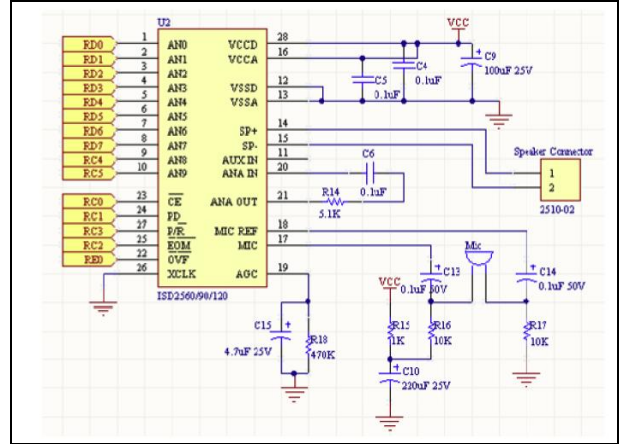 U2
RD0 1 AN0 VCCD 28 VCC
RD1 2 AN1 VCCA 16
RD2 3 AN2
RD3 4 AN3 VSSD 12
RD4 5 AN4 VSSA 13
RD5 6 AN5
RD6 7 AN6 SP+ 14
RD7 8 AN7 SP- 15
RC4 9 AN8 AUX IN 11
RC5 10 AN9 ANA IN 20
C5
0.1uF
C4
0.1uF
C9
100uF 25V
Speaker Connector
1
2
2510-02
C6
0.1uF
RC0 23 CE ANA OUT 21
R14
5.1K
RC1 24 PD
RC3 27 P/R MIC REF 18
RC2 25 EOM MIC 17
RE0 22 OVF
26 XCLK AGC 19
ISD2560/90/120
Mic
VCC
C13
0.1uF 50V
C14
0.1uF 50V
C15
4.7uF 25V
R18
470K
R15
1K
R16
10K
R17
10K
C10
220uF 25V